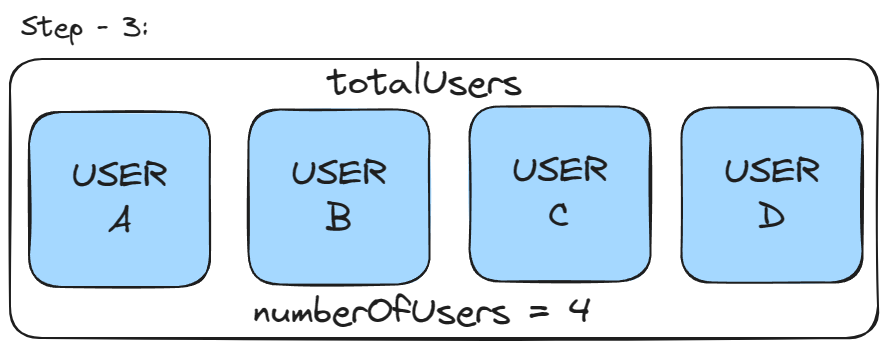 Step - 3:
totalUsers
USER
A
USER
B
USER
C
USER
D
numberOfUsers = 4